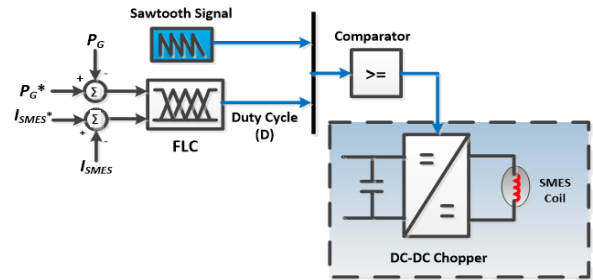 Sawtooth Signal
P_G
Comparator
+
-
P_G*
Σ
>=
I_SMES*
Σ
+
-
Duty Cycle
(D)
FLC
I_SMES
=
=
SMES
Coil
DC-DC Chopper